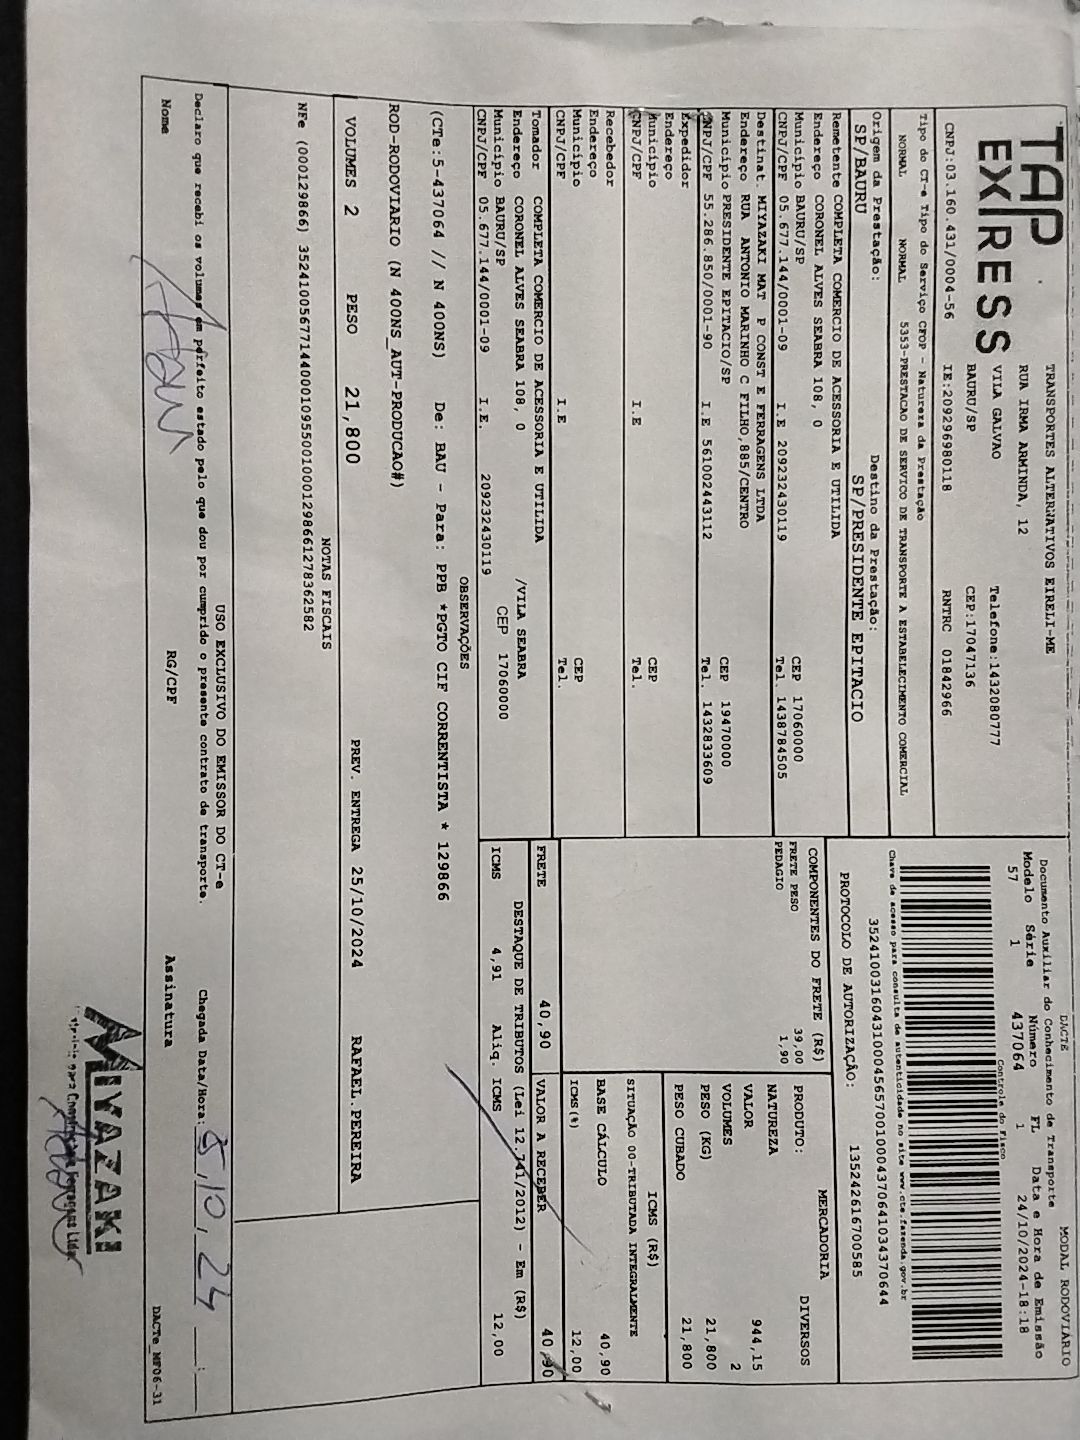 TAP EXPRESS
TRANSPORTES ALTERNATIVOS EIRELI-ME
RUA IRMA ARMINDA, 12
VILA GALVAO Telefone:1432080777
BAURU/SP CEP:17047136
CNPJ:03.160.431/0004-56 IE:209296980118 RNTRC 01842966
DACTE MODAL RODOVIÁRIO
Documento Auxiliar do Conhecimento de Transporte
Modelo Série Número FL Data e Hora de Emissão
57 1 437064 1 24/10/2024-18:18
Controle do Fisco
Chave de acesso para consulta de autenticidade no site www.cte.fazenda.gov.br
35241003160431000456570010004370641034370644
PROTOCOLO DE AUTORIZAÇÃO: 135242616700585
Tipo do CT-e Tipo do Serviço CFOP - Natureza da Prestação
NORMAL NORMAL 5353-PRESTACAO DE SERVICO DE TRANSPORTE A ESTABELECIMENTO COMERCIAL
Origem da Prestação: Destino da Prestação:
SP/BAURU SP/PRESIDENTE EPITACIO
Remetente COMPLETA COMERCIO DE ACESSORIA E UTILIDA
Endereço CORONEL ALVES SEABRA 108, 0
Município BAURU/SP CEP 17060000
CNPJ/CPF 05.677.144/0001-09 I.E 209232430119 Tel. 1438784505
Destinat. MIYAZAKI MAT P CONST E FERRAGENS LTDA
Endereço RUA ANTONIO MARINHO C FILHO,885/CENTRO
Município PRESIDENTE EPITACIO/SP CEP 19470000
CNPJ/CPF 55.286.850/0001-90 I.E 561002443112 Tel. 1432833609
Expedidor
Endereço
Município CEP
CNPJ/CPF I.E Tel.
Recebedor
Endereço
Município CEP
CNPJ/CPF I.E Tel.
Tomador COMPLETA COMERCIO DE ACESSORIA E UTILIDA
Endereço CORONEL ALVES SEABRA 108, 0 /VILA SEABRA
Município BAURU/SP CEP 17060000
CNPJ/CPF 05.677.144/0001-09 I.E. 209232430119
COMPONENTES DO FRETE (R$)
FRETE PESO 39,00
PEDAGIO 1,90
MERCADORIA
PRODUTO: DIVERSOS
NATUREZA
VALOR 944,15
VOLUMES 2
PESO (KG) 21,800
PESO CUBADO 21,800
ICMS (R$)
SITUAÇÃO 00-TRIBUTADA INTEGRALMENTE
BASE CÁLCULO 40,90
ICMS(%) 12,00
FRETE 40,90 VALOR A RECEBER 40,90
DESTAQUE DE TRIBUTOS (Lei 12.741/2012) - Em (R$)
ICMS 4,91 Aliq. ICMS 12,00
OBSERVAÇÕES
(CTe:5-437064 // N 400NS) De: BAU - Para: PPB *PGTO CIF CORRENTISTA * 129866
ROD-RODOVIARIO (N 400NS_AUT-PRODUCAO#)
VOLUMES 2 PESO 21,800 PREV. ENTREGA 25/10/2024 RAFAEL.PEREIRA
NOTAS FISCAIS
NFe (000129866) 35241005677144000109550010001298661278362582
USO EXCLUSIVO DO EMISSOR DO CT-e
Declaro que recebi os volumes em perfeito estado pelo que dou por cumprido o presente contrato de transporte. Chegada Data/Hora: 10, 24 :
Nome RG/CPF Assinatura
DACTe_MF06-31
MIYAZAKI